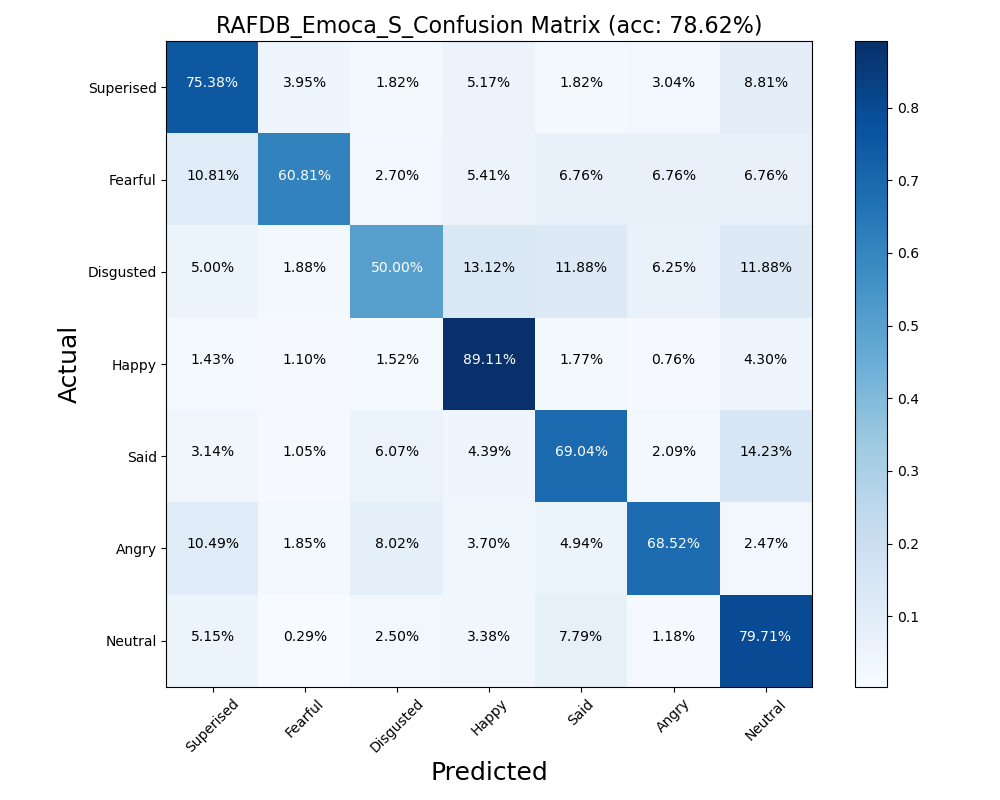 RAFDB_Emoca_S_Confusion Matrix (acc: 78.62%)
Superised 75.38% 3.95% 1.82% 5.17% 1.82% 3.04% 8.81%
Fearful 10.81% 60.81% 2.70% 5.41% 6.76% 6.76% 6.76%
Disgusted 5.00% 1.88% 50.00% 13.12% 11.88% 6.25% 11.88%
Happy 1.43% 1.10% 1.52% 89.11% 1.77% 0.76% 4.30%
Said 3.14% 1.05% 6.07% 4.39% 69.04% 2.09% 14.23%
Angry 10.49% 1.85% 8.02% 3.70% 4.94% 68.52% 2.47%
Neutral 5.15% 0.29% 2.50% 3.38% 7.79% 1.18% 79.71%
Superised Fearful Disgusted Happy Said Angry Neutral
Predicted
Actual
0.8
0.7
0.6
0.5
0.4
0.3
0.2
0.1